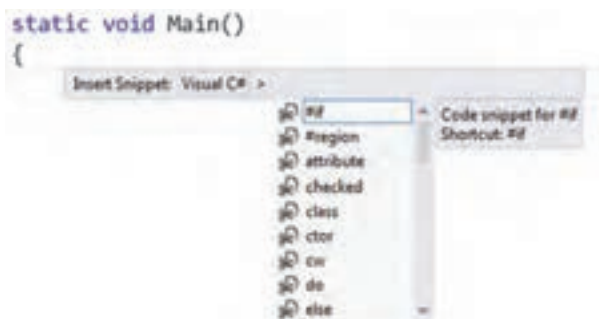 static void Main()
{
Insert Snippet: Visual C# >
#if
#region
attribute
checked
class
ctor
cw
do
else
Code snippet for #if
Shortcut: #if